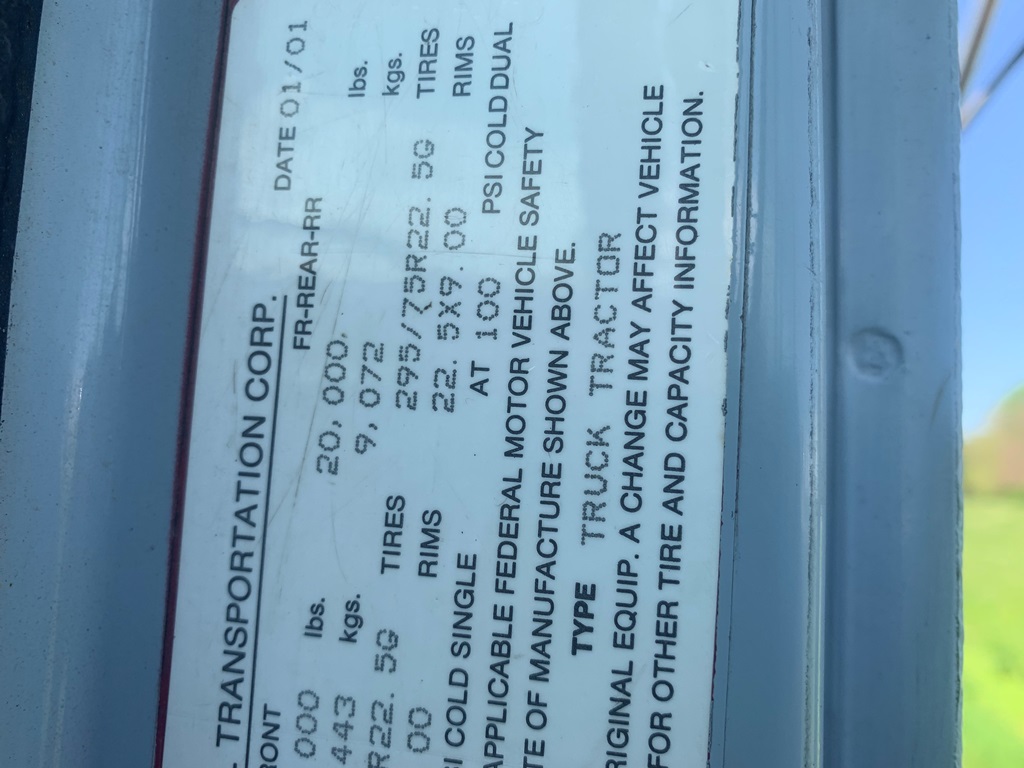 TRANSPORTATION CORP. DATE 01/01
RONT FR-REAR-RR
000 lbs. 20,000. lbs.
443 kgs. 9,072 kgs.
R22.5G TIRES 295/75R22.5G TIRES
00 RIMS 22.5X9.00 RIMS
SI COLD SINGLE AT 100 PSI COLD DUAL
APPLICABLE FEDERAL MOTOR VEHICLE SAFETY
TE OF MANUFACTURE SHOWN ABOVE.
TYPE TRUCK TRACTOR
RIGINAL EQUIP. A CHANGE MAY AFFECT VEHICLE
FOR OTHER TIRE AND CAPACITY INFORMATION.